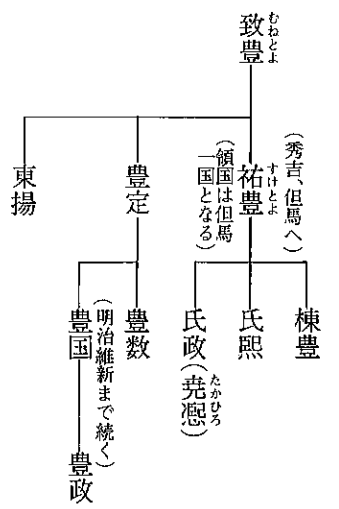 致豊
むねとよ
(秀吉、但馬へ)
祐豊
すけとよ
(領国は但馬
一国となる)
豊定
東揚
棟豊
氏熙
氏政(堯熈)
たかひろ
豊数
豊国
(明治維新まで続く)
豊政